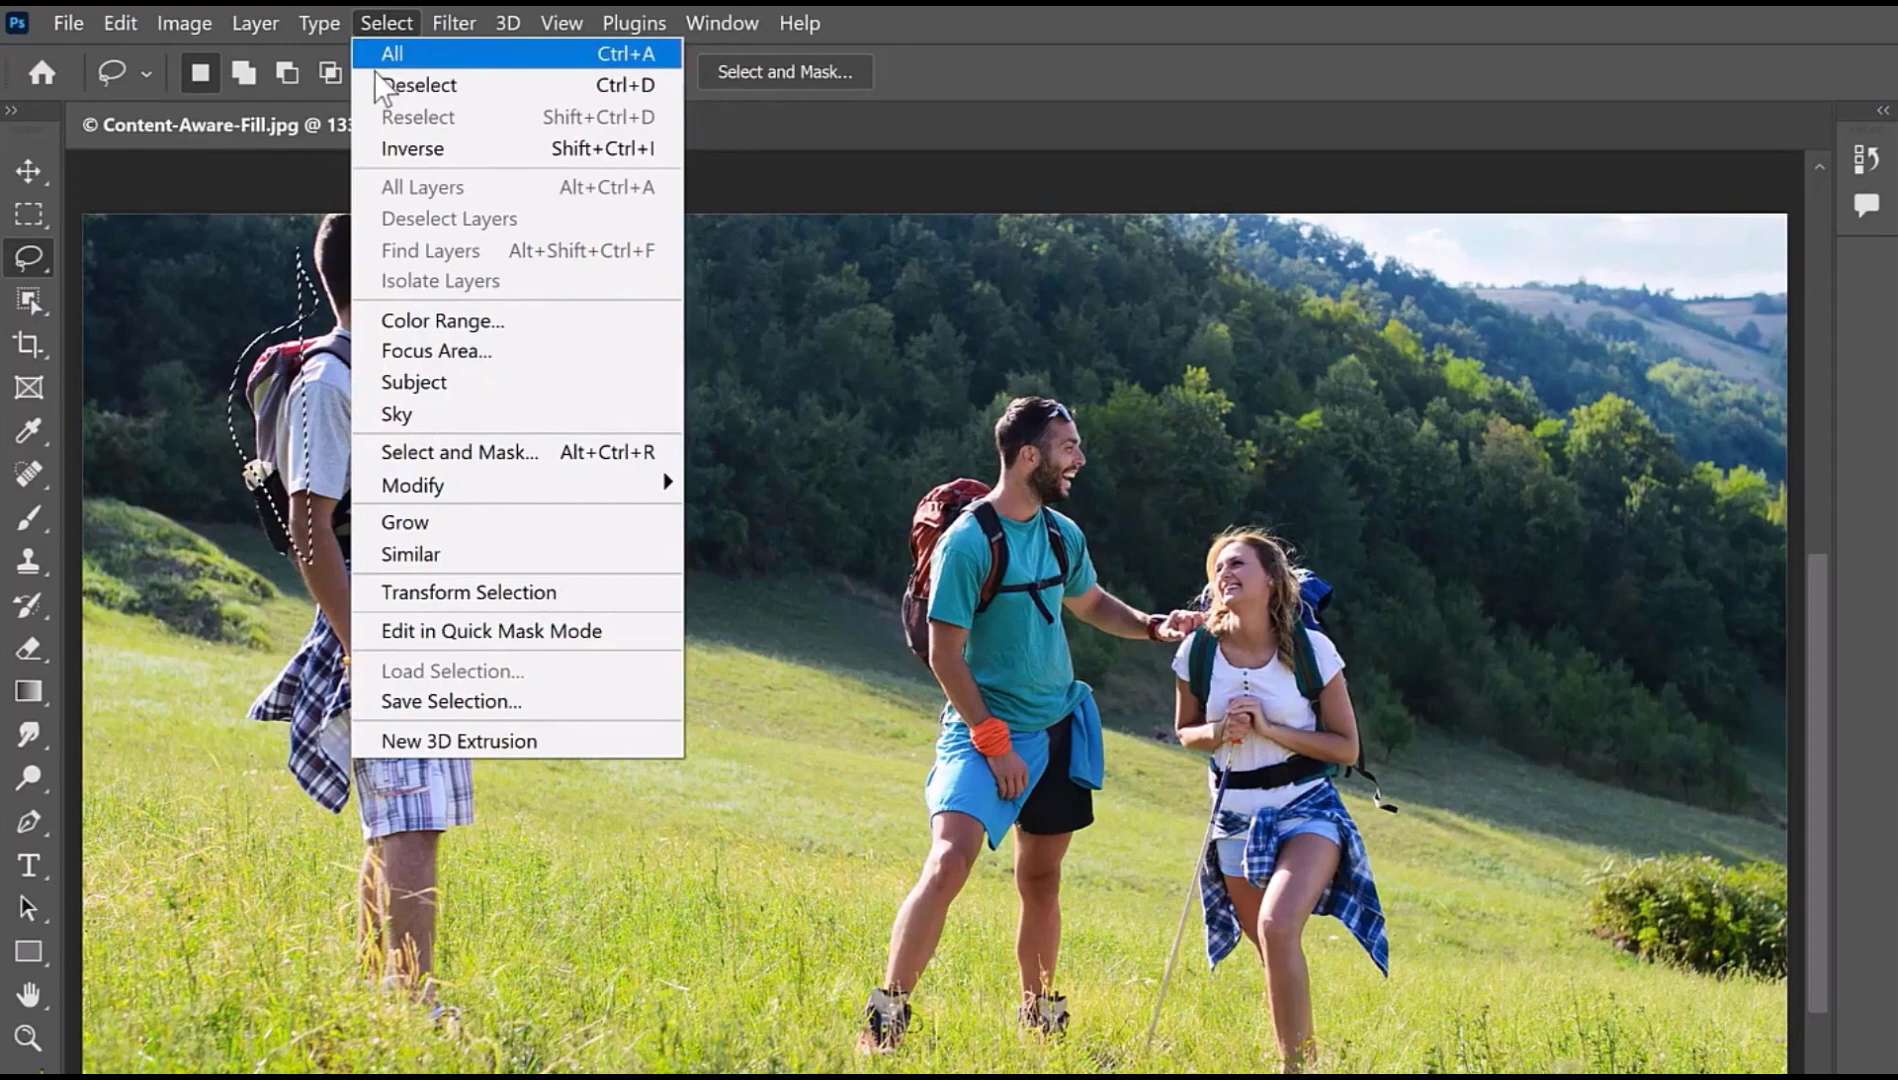 Ps File Edit Image Layer Type Select Filter 3D View Plugins Window Help
Select and Mask...
© Content-Aware-Fill.jpg @ 133
All Ctrl+A
Deselect Ctrl+D
Reselect Shift+Ctrl+D
Inverse Shift+Ctrl+I
All Layers Alt+Ctrl+A
Deselect Layers
Find Layers Alt+Shift+Ctrl+F
Isolate Layers
Color Range...
Focus Area...
Subject
Sky
Select and Mask... Alt+Ctrl+R
Modify
Grow
Similar
Transform Selection
Edit in Quick Mask Mode
Load Selection...
Save Selection...
New 3D Extrusion